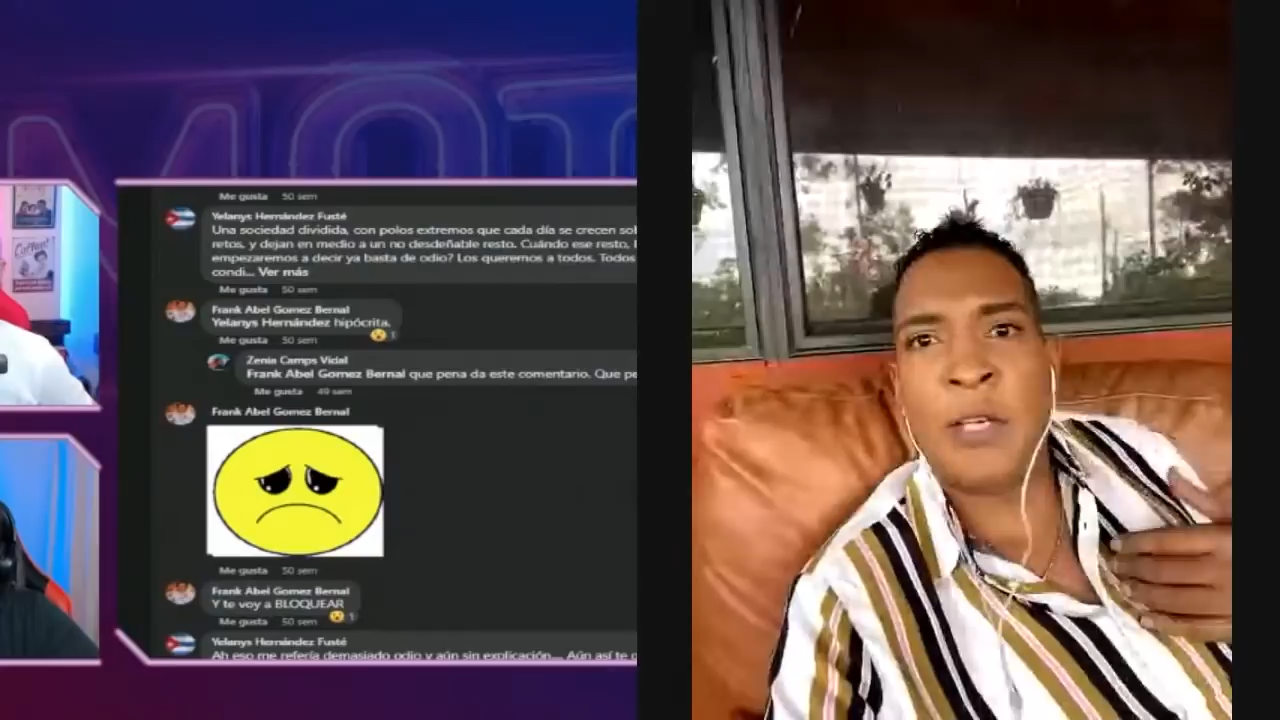 MOT
Coffee!
Me gusta 50 sem
Yelanys Hernández Fusté
Una sociedad dividida, con polos extremos que cada día se crecen sob
retos, y dejan en medio a un no desdeñable resto. Cuándo ese resto,
empezaremos a decir ya basta de odio? Los queremos a todos. Todos
condi... Ver más
Me gusta 50 sem
Frank Abel Gomez Bernal
Yelanys Hernández hipócrita.
1
Me gusta 50 sem
Zenia Camps Vidal
Frank Abel Gomez Bernal que pena da este comentario. Que pe
Me gusta 49 sem
Frank Abel Gomez Bernal
Me gusta 50 sem
Frank Abel Gomez Bernal
Y te voy a BLOQUEAR
1
Me gusta 50 sem
Yelanys Hernández Fusté
Ah eso me refería demasiado odio y aún sin explicación.... Aún así te